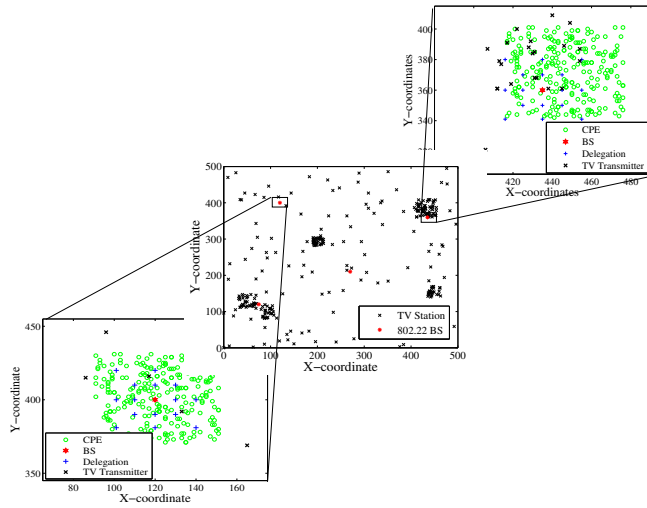 400
380
360
340
32
Y−coordinates
420
440
460
480
X−coordinates
CPE
BS
Delegation
TV Transmitter
500
400
300
200
100
0
Y−coordinate
0
100
200
300
400
500
X−coordinate
TV Station
802.22 BS
450
400
350
Y−coordinate
80
100
120
140
160
X−coordinate
CPE
BS
Delegation
TV Transmitter